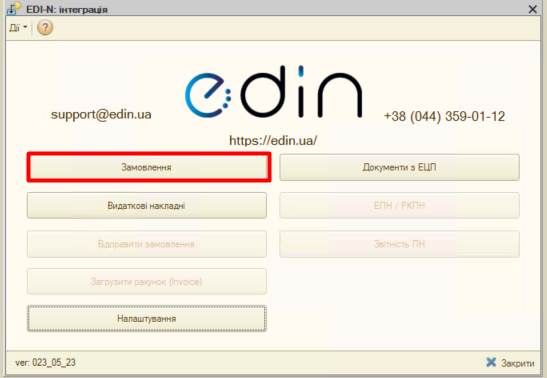 EDI-N: інтеграція
Дії
edin
support@edin.ua
+38 (044) 359-01-12
https://edin.ua/
Замовлення
Документи з ЕЦП
Видаткові накладні
ЕПН / РКПН
Відправити замовлення
Звітність ПН
Загрузити рахунок (Invoice)
Налаштування
ver: 023_05_23
Закрити